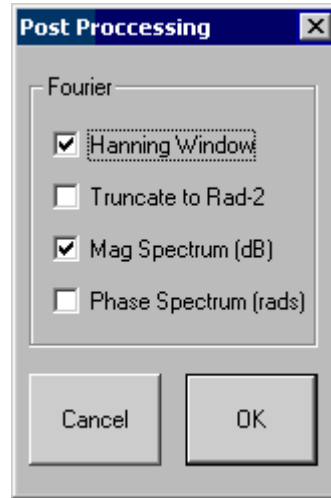 Post Proccessing
Fourier
Hanning Window
Truncate to Rad-2
Mag Spectrum (dB)
Phase Spectrum (rads)
Cancel OK